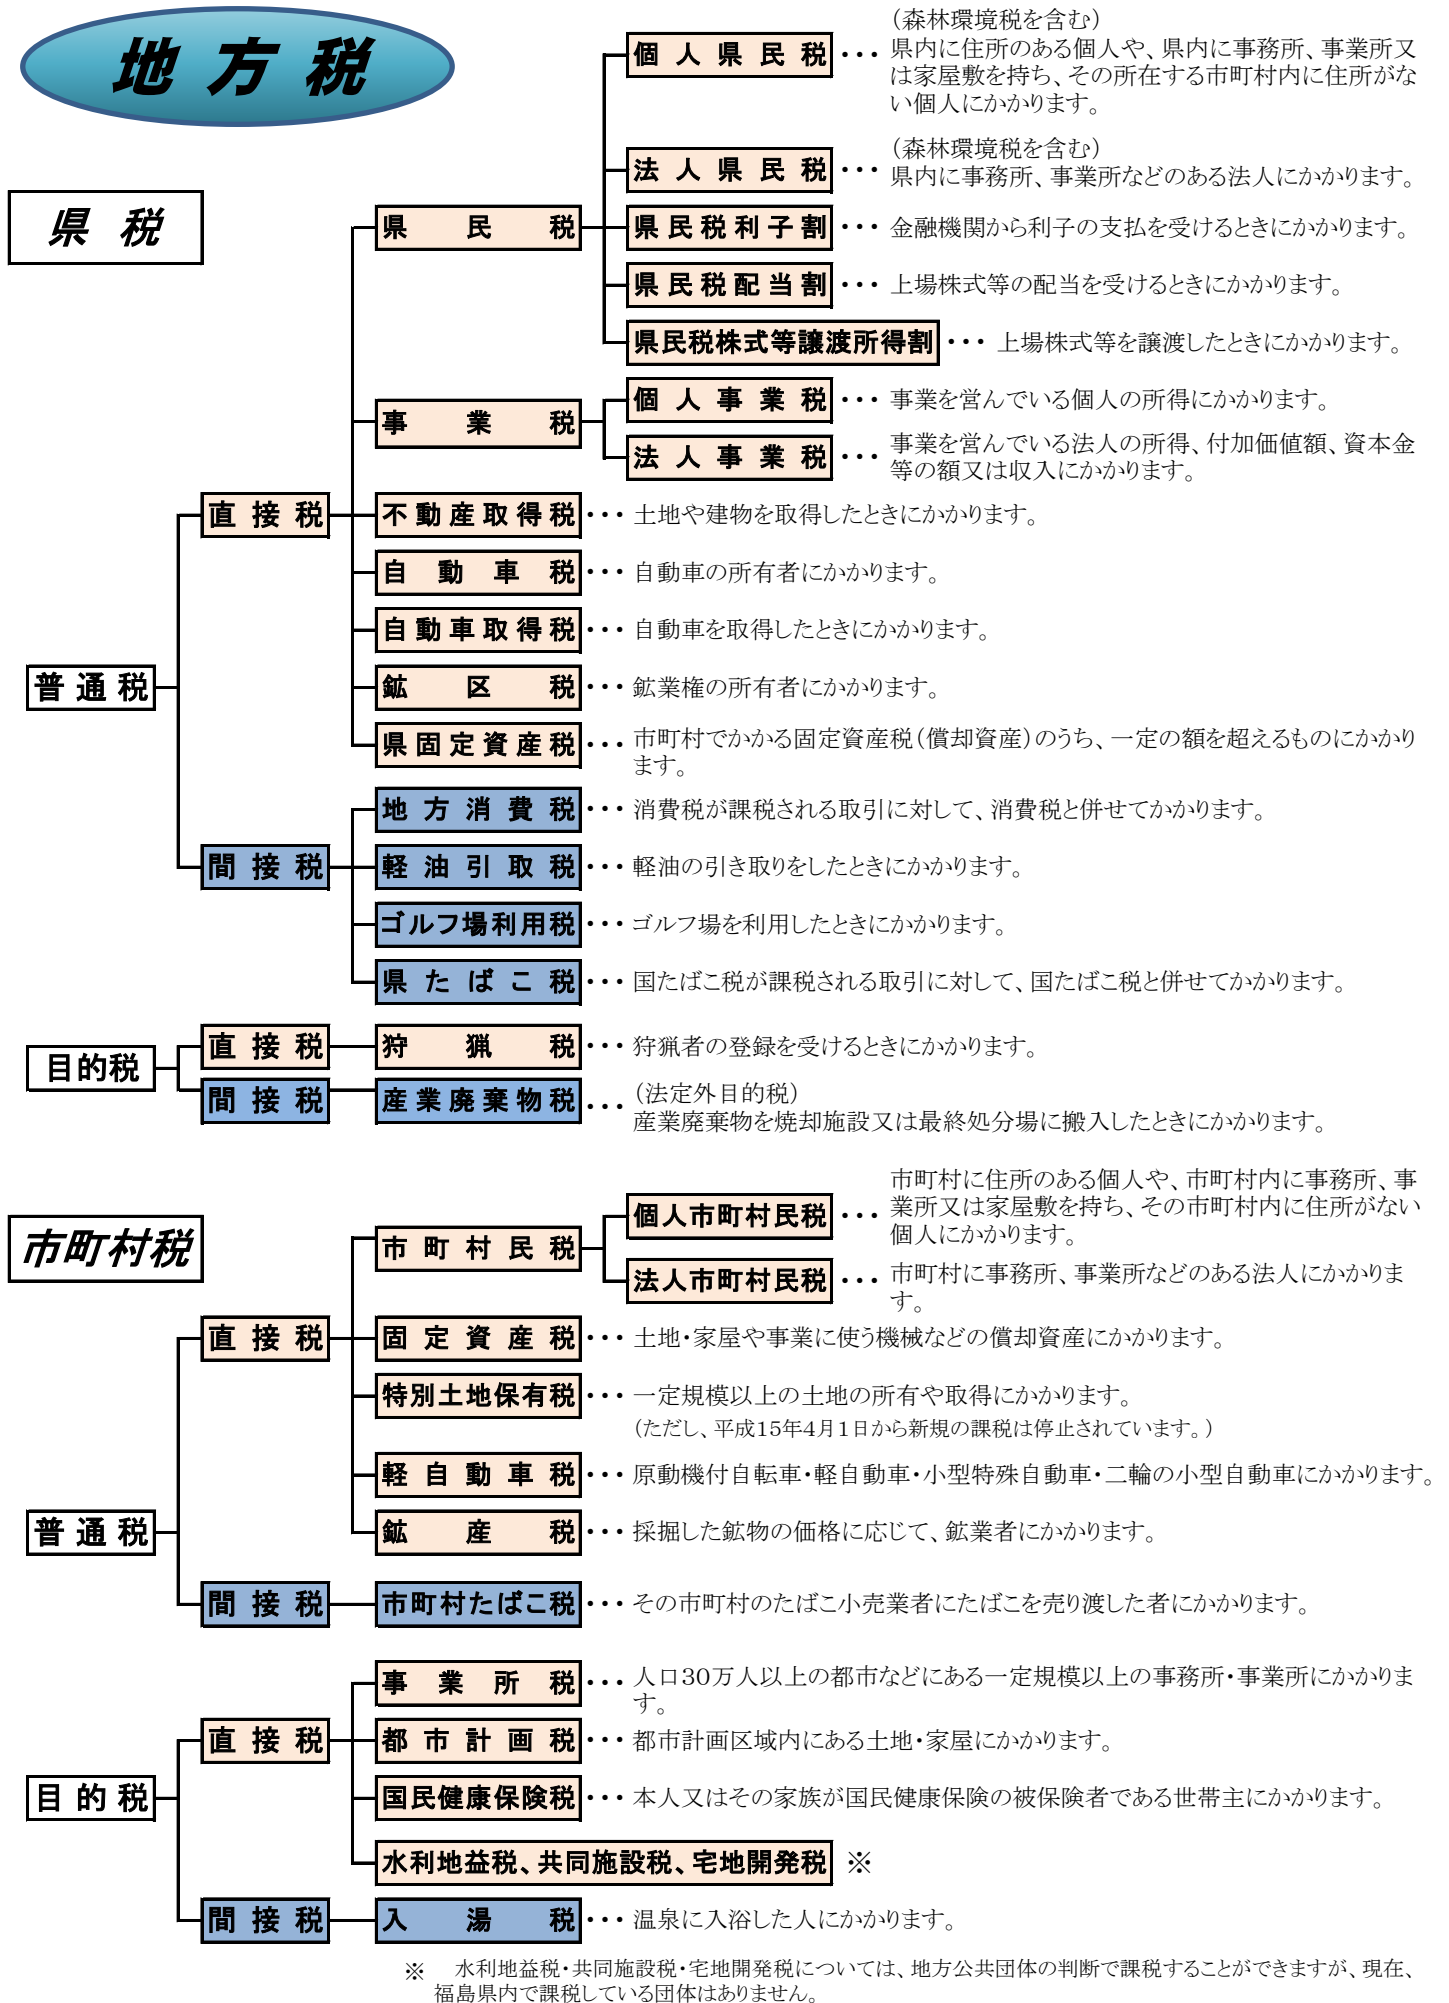 地方税
県税
普通税
直接税
県民税
個人県民税
・・・
(森林環境税を含む)
県内に住所のある個人や、県内に事務所、事業所又
は家屋敷を持ち、その所在する市町村内に住所がな
い個人にかかります。
法人県民税
・・・
(森林環境税を含む)
県内に事務所、事業所などのある法人にかかります。
県民税利子割
・・・
金融機関から利子の支払を受けるときにかかります。
県民税配当割
・・・
上場株式等の配当を受けるときにかかります。
県民税株式等譲渡所得割
・・・
上場株式等を譲渡したときにかかります。
事業税
個人事業税
・・・
事業を営んでいる個人の所得にかかります。
法人事業税
・・・
事業を営んでいる法人の所得、付加価値額、資本金
等の額又は収入にかかります。
不動産取得税
・・・
土地や建物を取得したときにかかります。
自動車税
・・・
自動車の所有者にかかります。
自動車取得税
・・・
自動車を取得したときにかかります。
鉱区税
・・・
鉱業権の所有者にかかります。
県固定資産税
・・・
市町村でかかる固定資産税(償却資産)のうち、一定の額を超えるものにかかり
ます。
間接税
地方消費税
・・・
消費税が課税される取引に対して、消費税と併せてかかります。
軽油引取税
・・・
軽油の引き取りをしたときにかかります。
ゴルフ場利用税
・・・
ゴルフ場を利用したときにかかります。
県たばこ税
・・・
国たばこ税が課税される取引に対して、国たばこ税と併せてかかります。
目的税
直接税
狩猟税
・・・
狩猟者の登録を受けるときにかかります。
間接税
産業廃棄物税
・・・
(法定外目的税)
産業廃棄物を焼却施設又は最終処分場に搬入したときにかかります。
市町村税
普通税
直接税
市町村民税
個人市町村民税
・・・
市町村に住所のある個人や、市町村内に事務所、事
業所又は家屋敷を持ち、その市町村内に住所がない
個人にかかります。
法人市町村民税
・・・
市町村に事務所、事業所などのある法人にかかりま
す。
固定資産税
・・・
土地・家屋や事業に使う機械などの償却資産にかかります。
特別土地保有税
・・・
一定規模以上の土地の所有や取得にかかります。
(ただし、平成15年4月1日から新規の課税は停止されています。)
軽自動車税
・・・
原動機付自転車・軽自動車・小型特殊自動車・二輪の小型自動車にかかります。
鉱産税
・・・
採掘した鉱物の価格に応じて、鉱業者にかかります。
間接税
市町村たばこ税
・・・
その市町村のたばこ小売業者にたばこを売り渡した者にかかります。
目的税
直接税
事業所税
・・・
人口30万人以上の都市などにある一定規模以上の事務所・事業所にかかりま
す。
都市計画税
・・・
都市計画区域内にある土地・家屋にかかります。
国民健康保険税
・・・
本人又はその家族が国民健康保険の被保険者である世帯主にかかります。
水利地益税、共同施設税、宅地開発税
※
間接税
入湯税
・・・
温泉に入浴した人にかかります。
※ 水利地益税・共同施設税・宅地開発税については、地方公共団体の判断で課税することができますが、現在、
福島県内で課税している団体はありません。